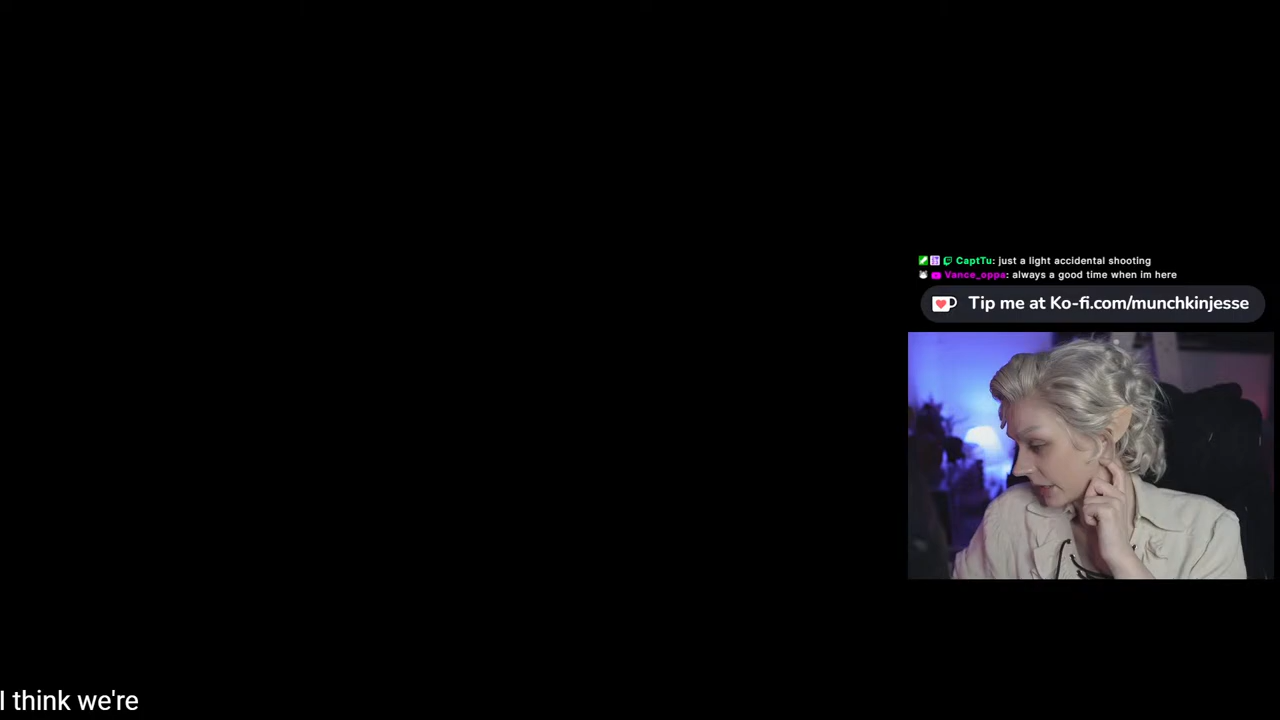 CaptTu: just a light accidental shooting
Vance_oppa: always a good time when im here
Tip me at Ko-fi.com/munchkinjesse
I think we're